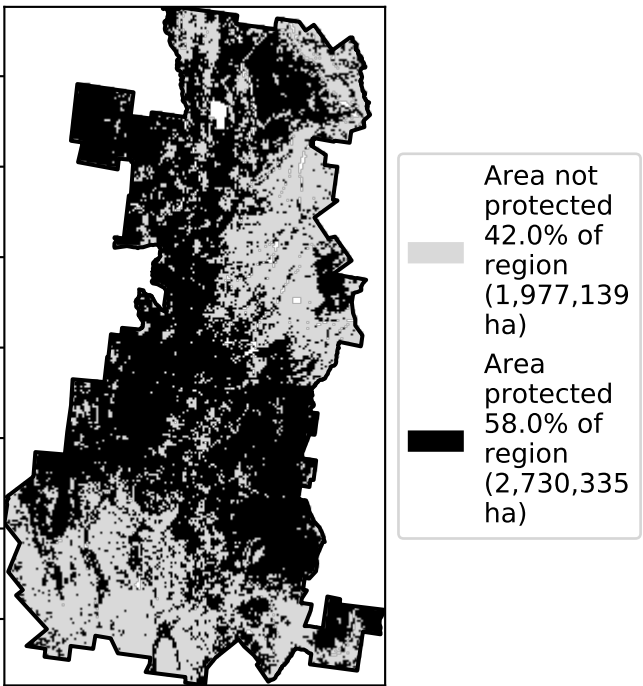 Area not
protected
42.0% of
region
(1,977,139
ha)
Area
protected
58.0% of
region
(2,730,335
ha)